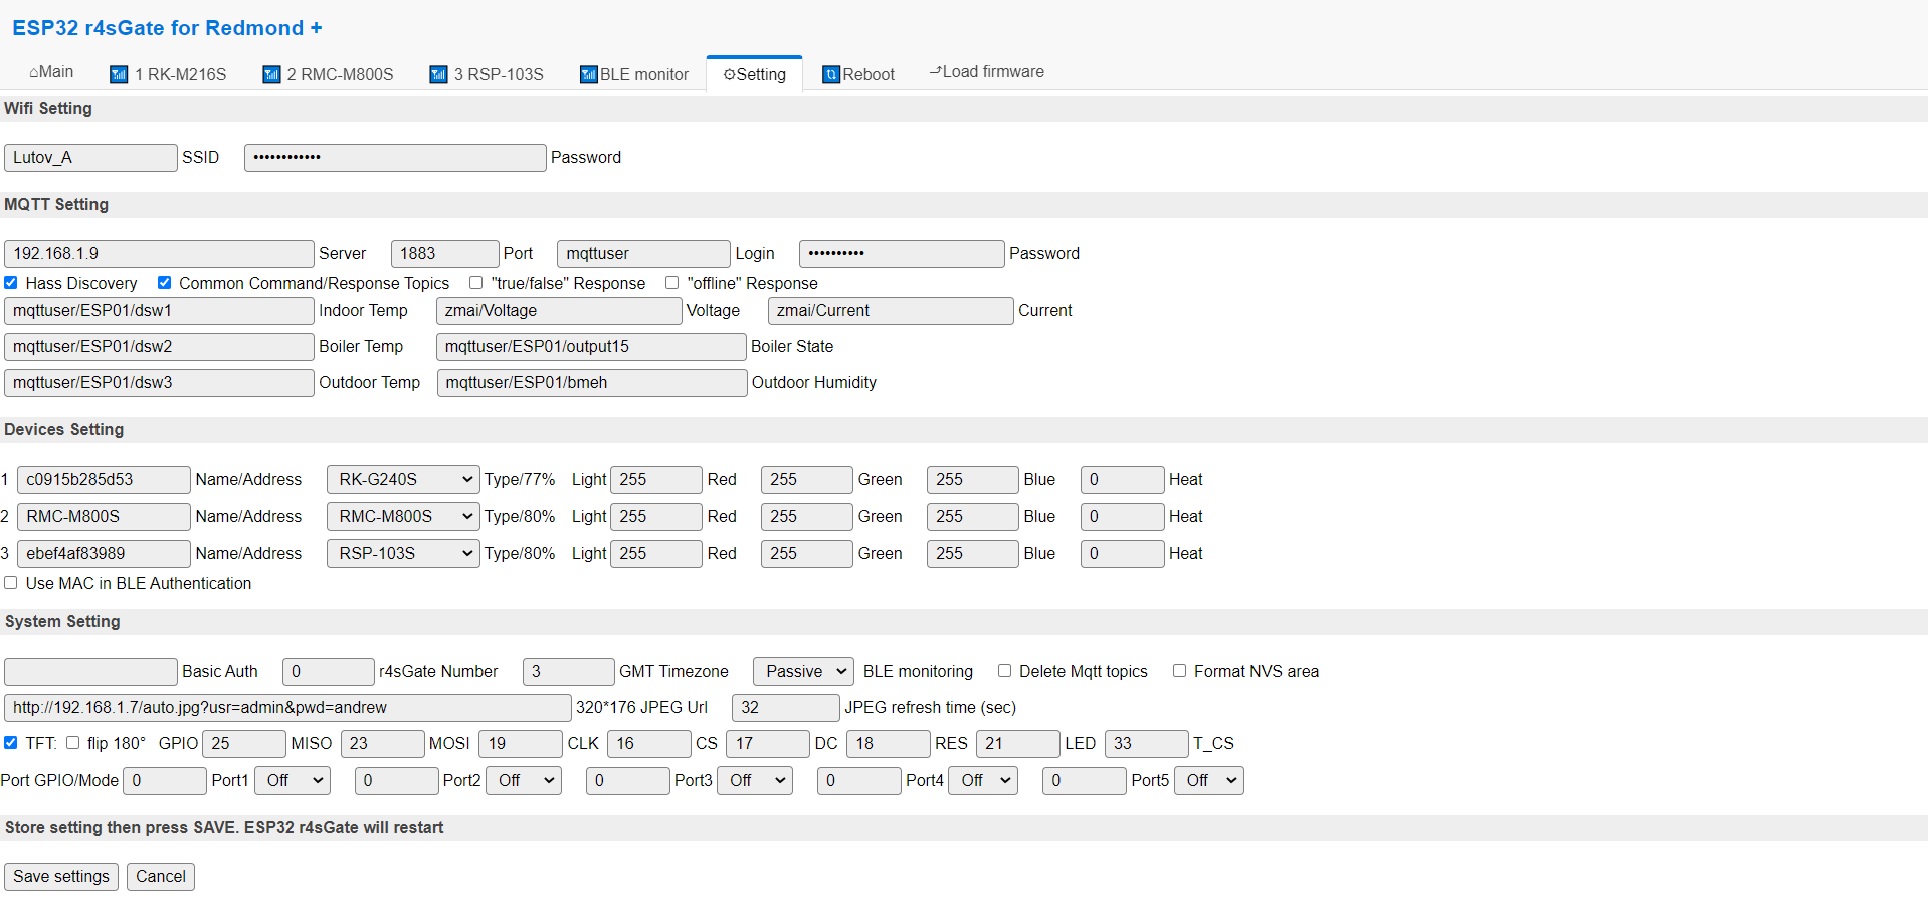 ESP32 r4sGate for Redmond +
⌂Main 1 RK-M216S 2 RMC-M800S 3 RSP-103S BLE monitor ⚙Setting Reboot Load firmware
Wifi Setting
Lutov_A SSID •••••••••••• Password
MQTT Setting
192.168.1.9 Server 1883 Port mqttuser Login •••••••••• Password
Hass Discovery Common Command/Response Topics "true/false" Response "offline" Response
mqttuser/ESP01/dsw1 Indoor Temp zmai/Voltage Voltage zmai/Current Current
mqttuser/ESP01/dsw2 Boiler Temp mqttuser/ESP01/output15 Boiler State
mqttuser/ESP01/dsw3 Outdoor Temp mqttuser/ESP01/bmeh Outdoor Humidity
Devices Setting
1 c0915b285d53 Name/Address RK-G240S Type/77% Light 255 Red 255 Green 255 Blue 0 Heat
2 RMC-M800S Name/Address RMC-M800S Type/80% Light 255 Red 255 Green 255 Blue 0 Heat
3 ebef4af83989 Name/Address RSP-103S Type/80% Light 255 Red 255 Green 255 Blue 0 Heat
Use MAC in BLE Authentication
System Setting
Basic Auth 0 r4sGate Number 3 GMT Timezone Passive BLE monitoring Delete Mqtt topics Format NVS area
http://192.168.1.7/auto.jpg?usr=admin&pwd=andrew 320*176 JPEG Url 32 JPEG refresh time (sec)
TFT: flip 180° GPIO 25 MISO 23 MOSI 19 CLK 16 CS 17 DC 18 RES 21 LED 33 T_CS
Port GPIO/Mode 0 Port1 Off 0 Port2 Off 0 Port3 Off 0 Port4 Off 0 Port5 Off
Store setting then press SAVE. ESP32 r4sGate will restart
Save settings Cancel